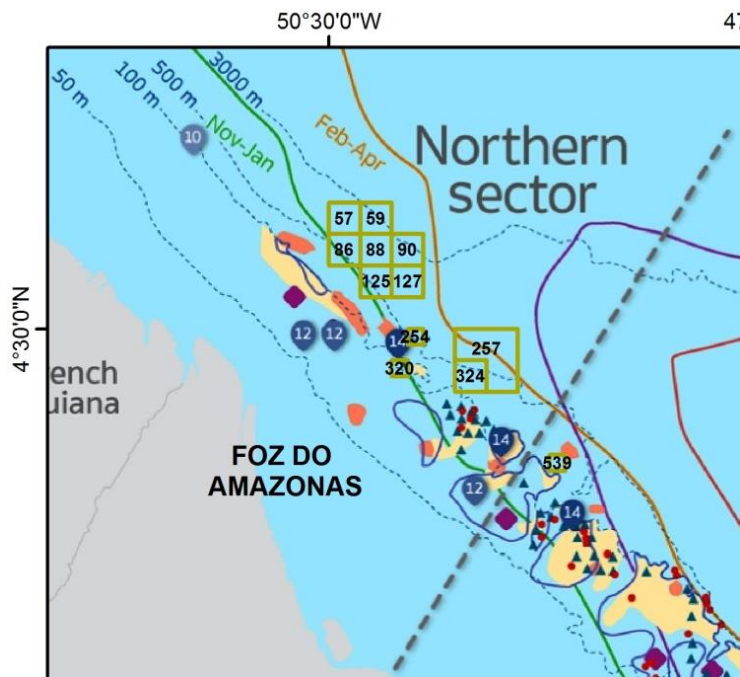 50°30'0"W
47
4°30'0"N
50 m
100 m
500 m
3000 m
Nov-Jan
Feb-Apr
Northern
sector
10
57
59
86
88
90
125
127
12
12
14
254
257
320
324
ench
uiana
FOZ DO
AMAZONAS
14
539
12
14